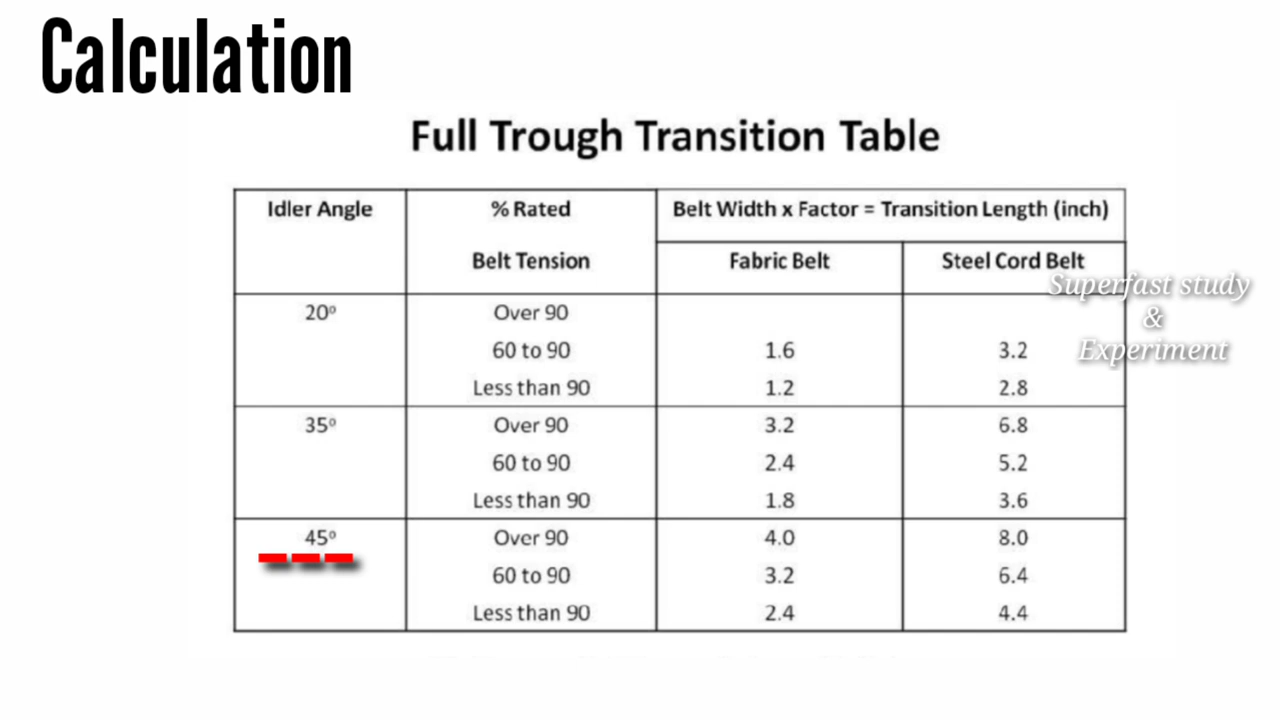 Calculation
Full Trough Transition Table
Idler Angle % Rated Belt Width x Factor = Transition Length (inch)
Belt Tension Fabric Belt Steel Cord Belt
Superfast study
&
Experiment
20º Over 90
60 to 90 1.6 3.2
Less than 90 1.2 2.8
35º Over 90 3.2 6.8
60 to 90 2.4 5.2
Less than 90 1.8 3.6
45º Over 90 4.0 8.0
60 to 90 3.2 6.4
Less than 90 2.4 4.4